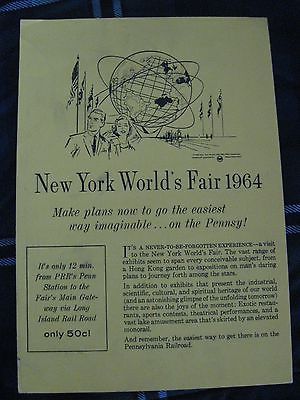 New York World's Fair 1964
Make plans now to go the easiest
way imaginable...on the Pennsy!
It's only 12 min.
from PRR's Penn
Station to the
Fair's Main Gate-
way via Long
Island Rail Road
only 50c!
IT'S A NEVER-TO-BE-FORGOTTEN EXPERIENCE—a visit
to the New York World's Fair. The vast range of
exhibits seem to span every conceivable subject, from
a Hong Kong garden to expositions on man's daring
plans to journey forth among the stars.
In addition to exhibits that present the industrial,
scientific, cultural, and spiritual heritage of our world
(and an astonishing glimpse of the unfolding tomorrow)
there are also the joys of the moment: Exotic restau-
rants, sports contests, theatrical performances, and a
vast lake amusement area that's skirted by an elevated
monorail.
And remember, the easiest way to get there is on the
Pennsylvania Railroad.